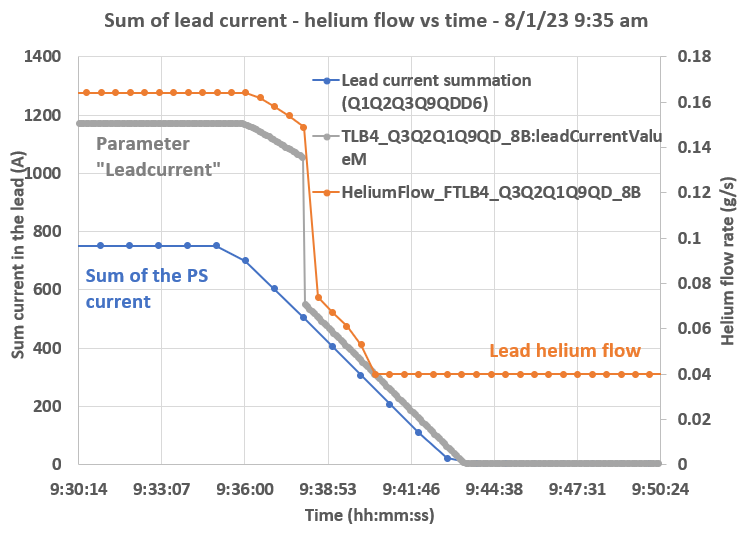 Sum of lead current - helium flow vs time - 8/1/23 9:35 am
1400
1200
1000
800
600
400
200
0
Sum current in the lead (A)
0.18
0.16
0.14
0.12
0.1
0.08
0.06
0.04
0.02
0
Helium flow rate (g/s)
Lead current summation
(Q1Q2Q3Q9QDD6)
TLB4_Q3Q2Q1Q9QD_8B:leadCurrentValu
eM
HeliumFlow_FTLB4_Q3Q2Q1Q9QD_8B
Parameter
"Leadcurrent"
Sum of the PS
current
Lead helium flow
9:30:14 9:33:07 9:36:00 9:38:53 9:41:46 9:44:38 9:47:31 9:50:24
Time (hh:mm:ss)